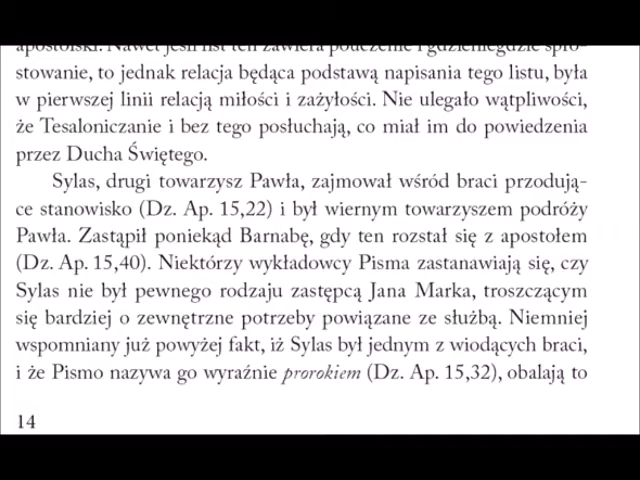 apostolski. Nawet jeśli list ten zawiera pouczenie i gdzieniegdzie spro-
stowanie, to jednak relacja będąca podstawą napisania tego listu, była
w pierwszej linii relacją miłości i zażyłości. Nie ulegało wątpliwości,
że Tesaloniczanie i bez tego posłuchają, co miał im do powiedzenia
przez Ducha Świętego.
Sylas, drugi towarzysz Pawła, zajmował wśród braci przodują-
ce stanowisko (Dz. Ap. 15,22) i był wiernym towarzyszem podróży
Pawła. Zastąpił poniekąd Barnabę, gdy ten rozstał się z apostołem
(Dz. Ap. 15,40). Niektórzy wykładowcy Pisma zastanawiają się, czy
Sylas nie był pewnego rodzaju zastępcą Jana Marka, troszczącym
się bardziej o zewnętrzne potrzeby powiązane ze służbą. Niemniej
wspomniany już powyżej fakt, iż Sylas był jednym z wiodących braci,
i że Pismo nazywa go wyraźnie prorokiem (Dz. Ap. 15,32), obalają to
14